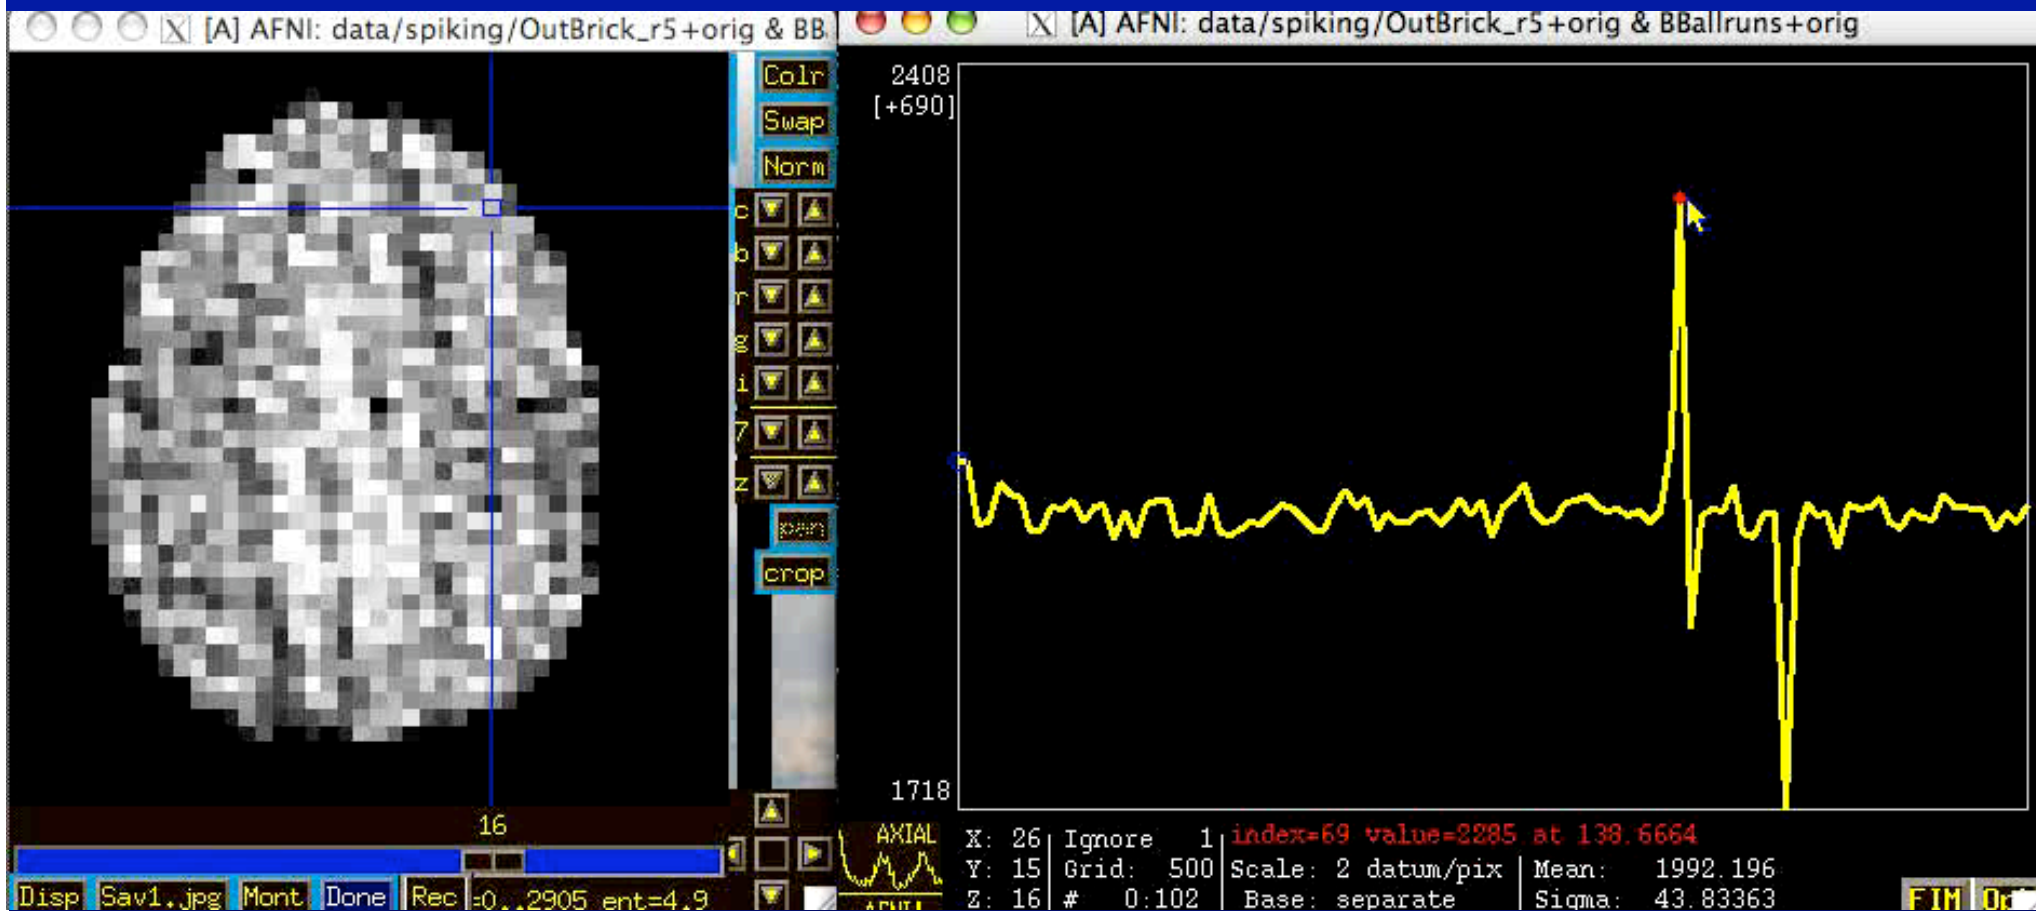 [A] AFNI: data/spiking/OutBrick_r5+orig & BB
Colr
Swap
Norm
c
b
r
g
i
7
z
pan
crop
16
Disp Sav1.jpg Mont Done Rec =0..2905 ent=4.9
[A] AFNI: data/spiking/OutBrick_r5+orig & BBallruns+orig
2408
[+690]
1718
AXIAL
X: 26 Ignore 1 index=69 value=2285 at 138.6664
Y: 15 Grid: 500 Scale: 2 datum/pix Mean: 1992.196
Z: 16 # 0:102 Base: separate Sigma: 43.83363
FIM